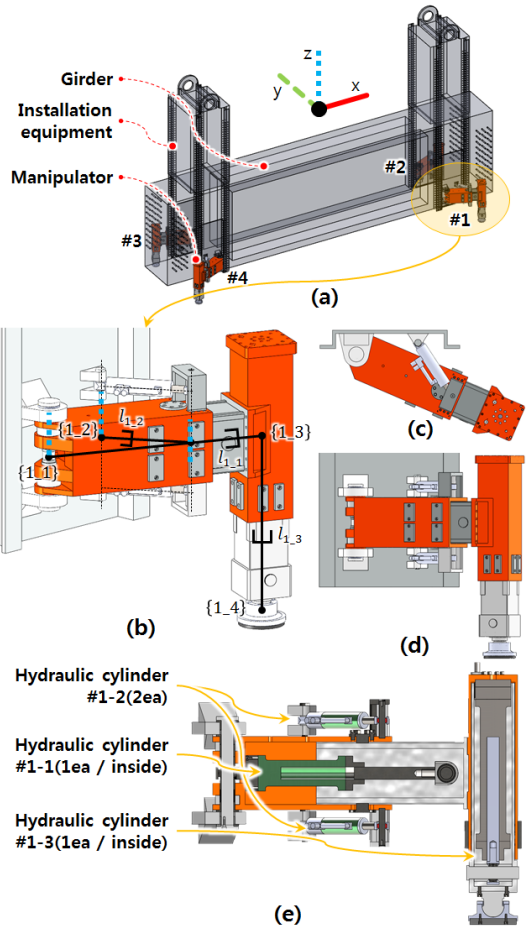 z
y
x
Girder
Installation
equipment
Manipulator
#2
#1
#3
#4
(a)
l1_2
{1_2}
{1_1}
l1_1
{1_3}
l1_3
{1_4}
(b)
(c)
(d)
Hydraulic cylinder
#1-2(2ea)
Hydraulic cylinder
#1-1(1ea / inside)
Hydraulic cylinder
#1-3(1ea / inside)
(e)